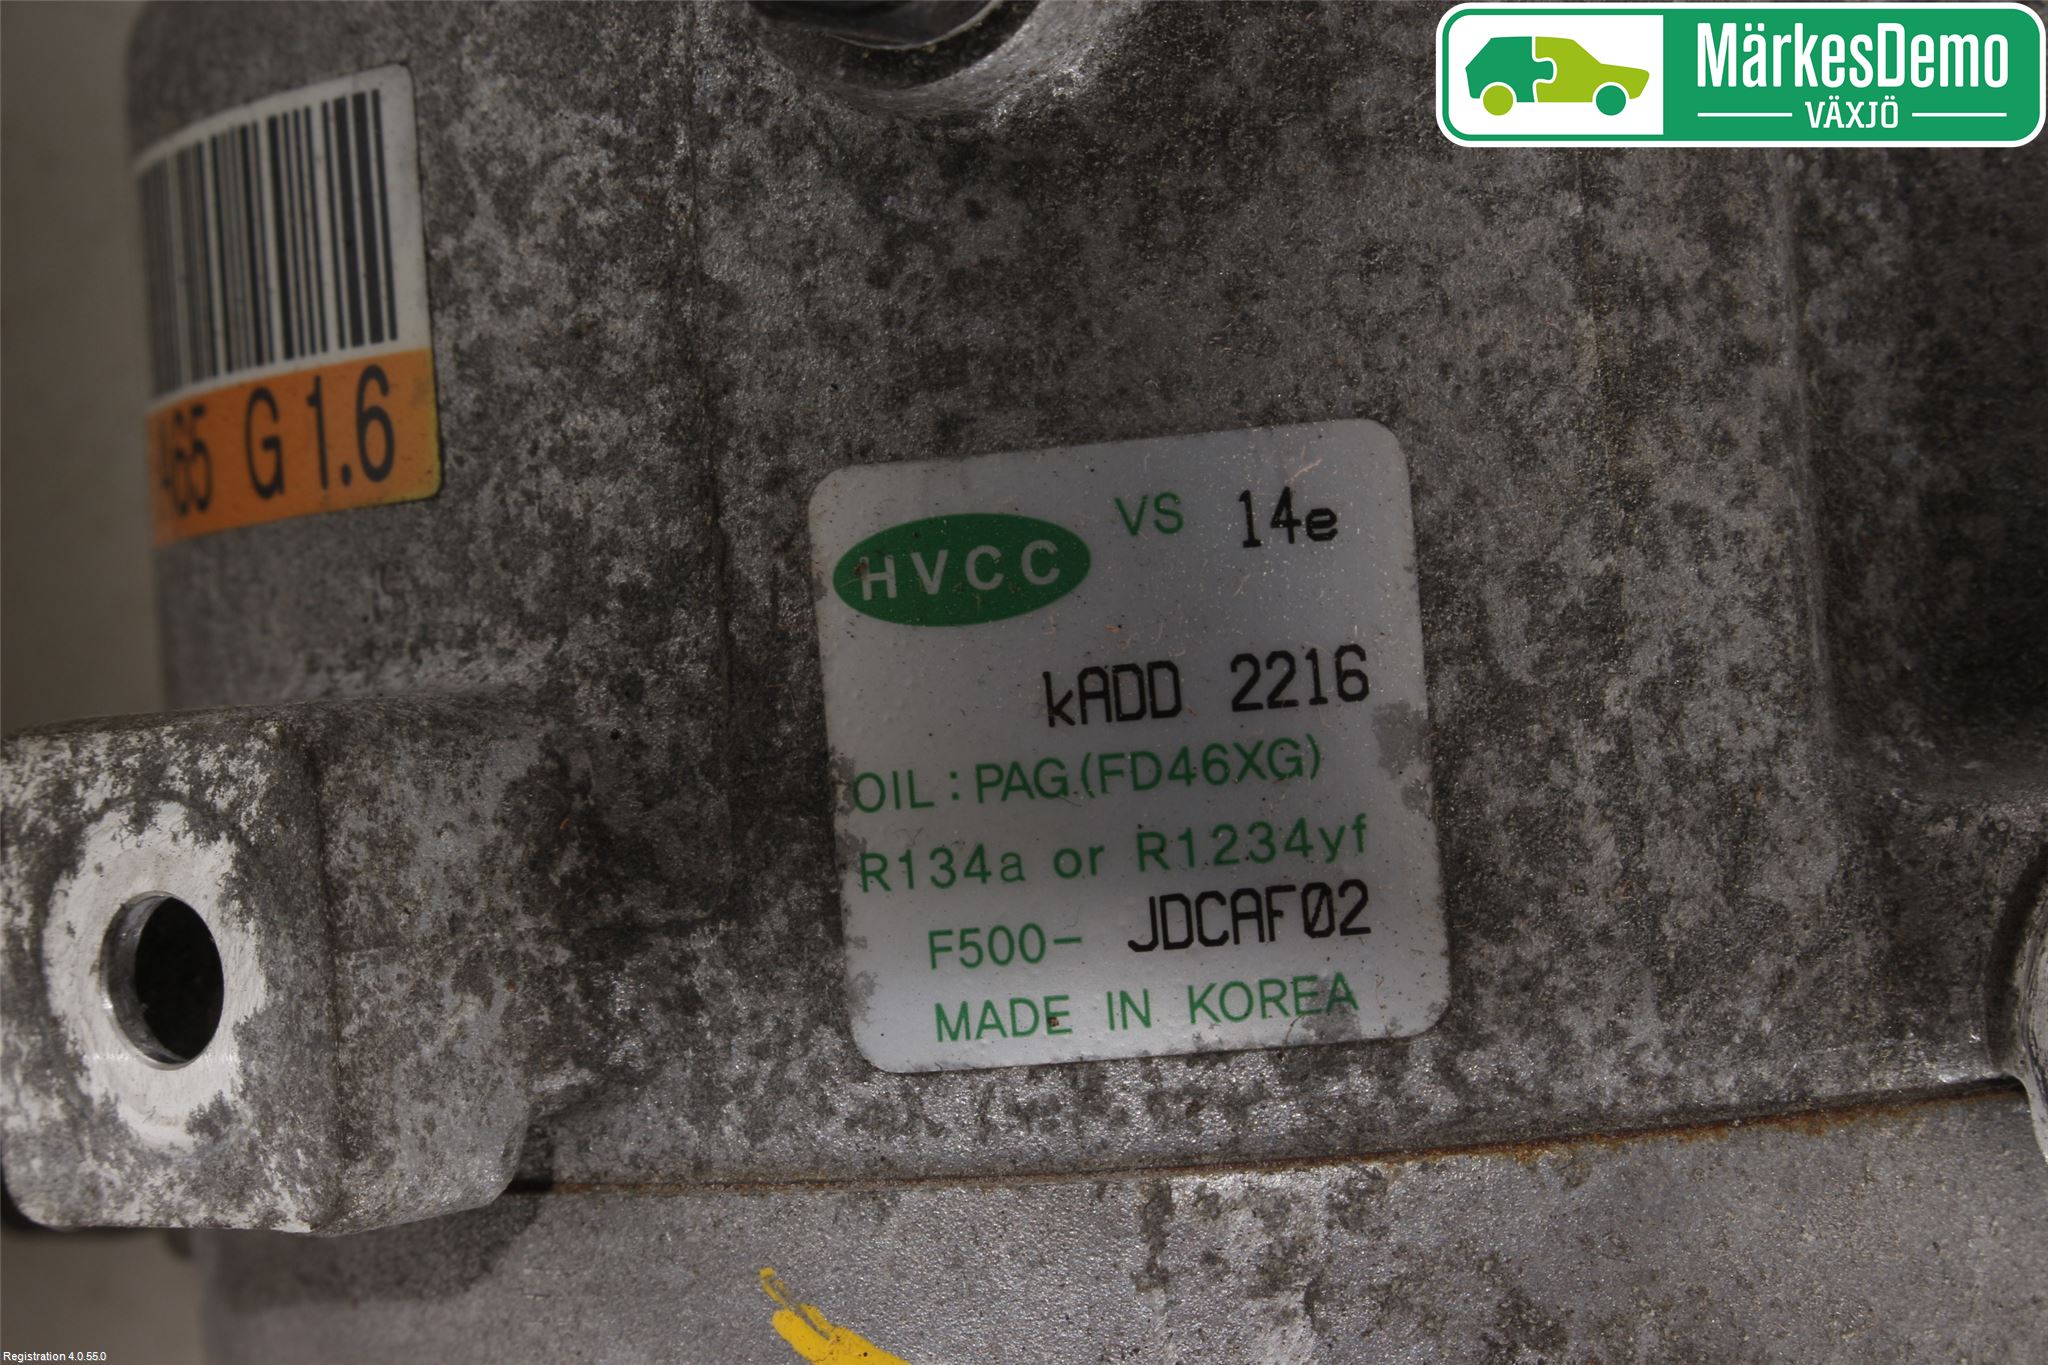 MärkesDemo
VÄXJÖ
A65 G 1.6
HVCC VS 14e
kADD 2216
OIL : PAG.(FD46XG)
R134a or R1234yf
F500- JDCAF02
MADE IN KOREA
Registration 4.0.55.0